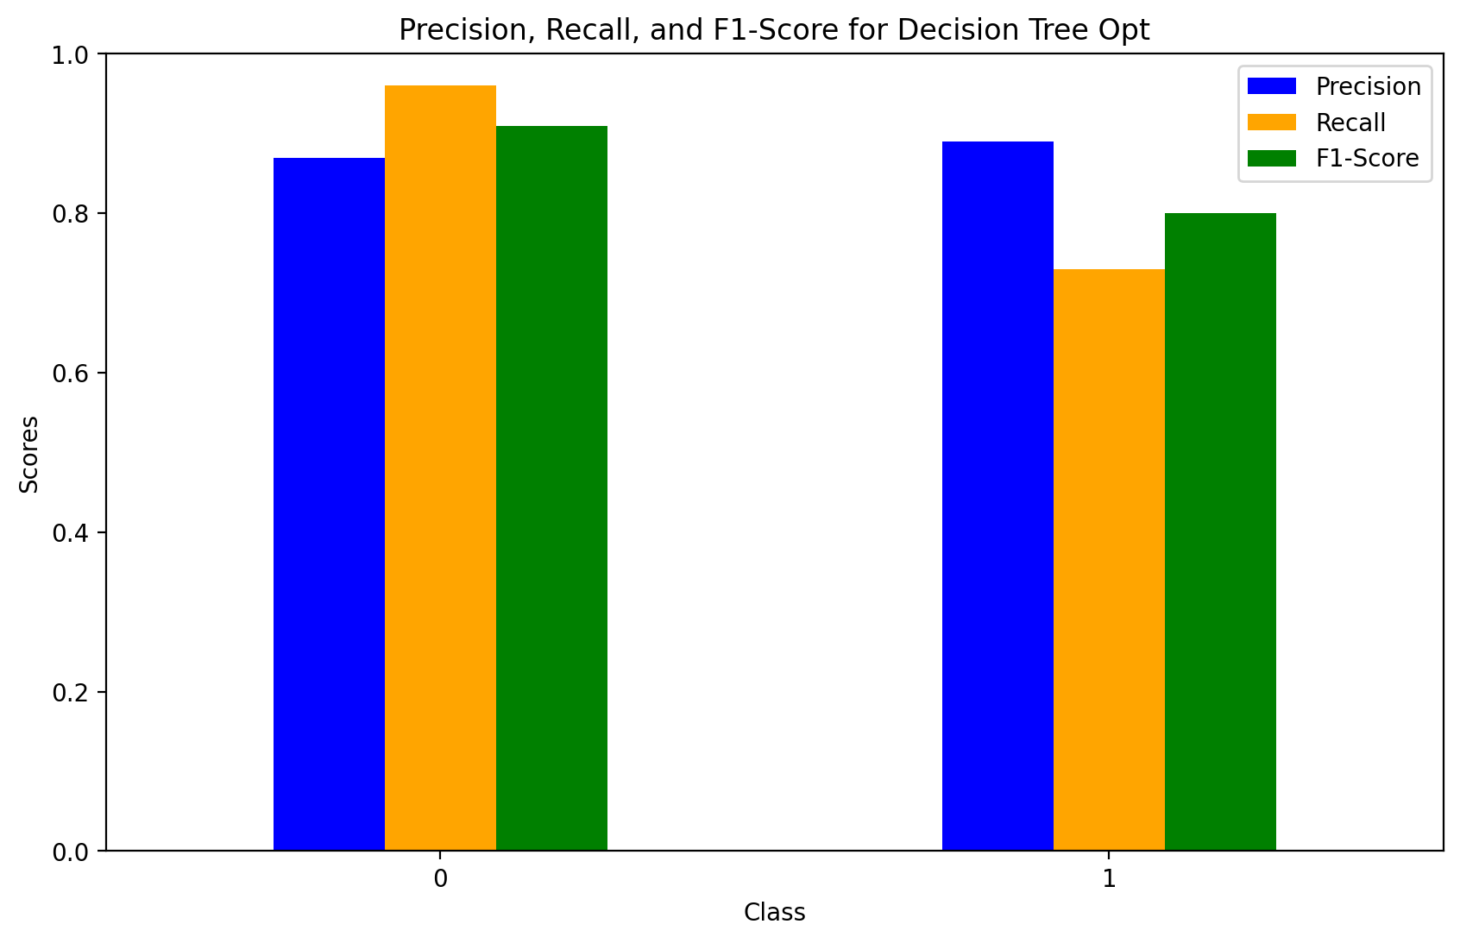 Precision, Recall, and F1-Score for Decision Tree Opt
1.0
0.8
0.6
0.4
0.2
0.0
Scores
Precision
Recall
F1-Score
0
1
Class